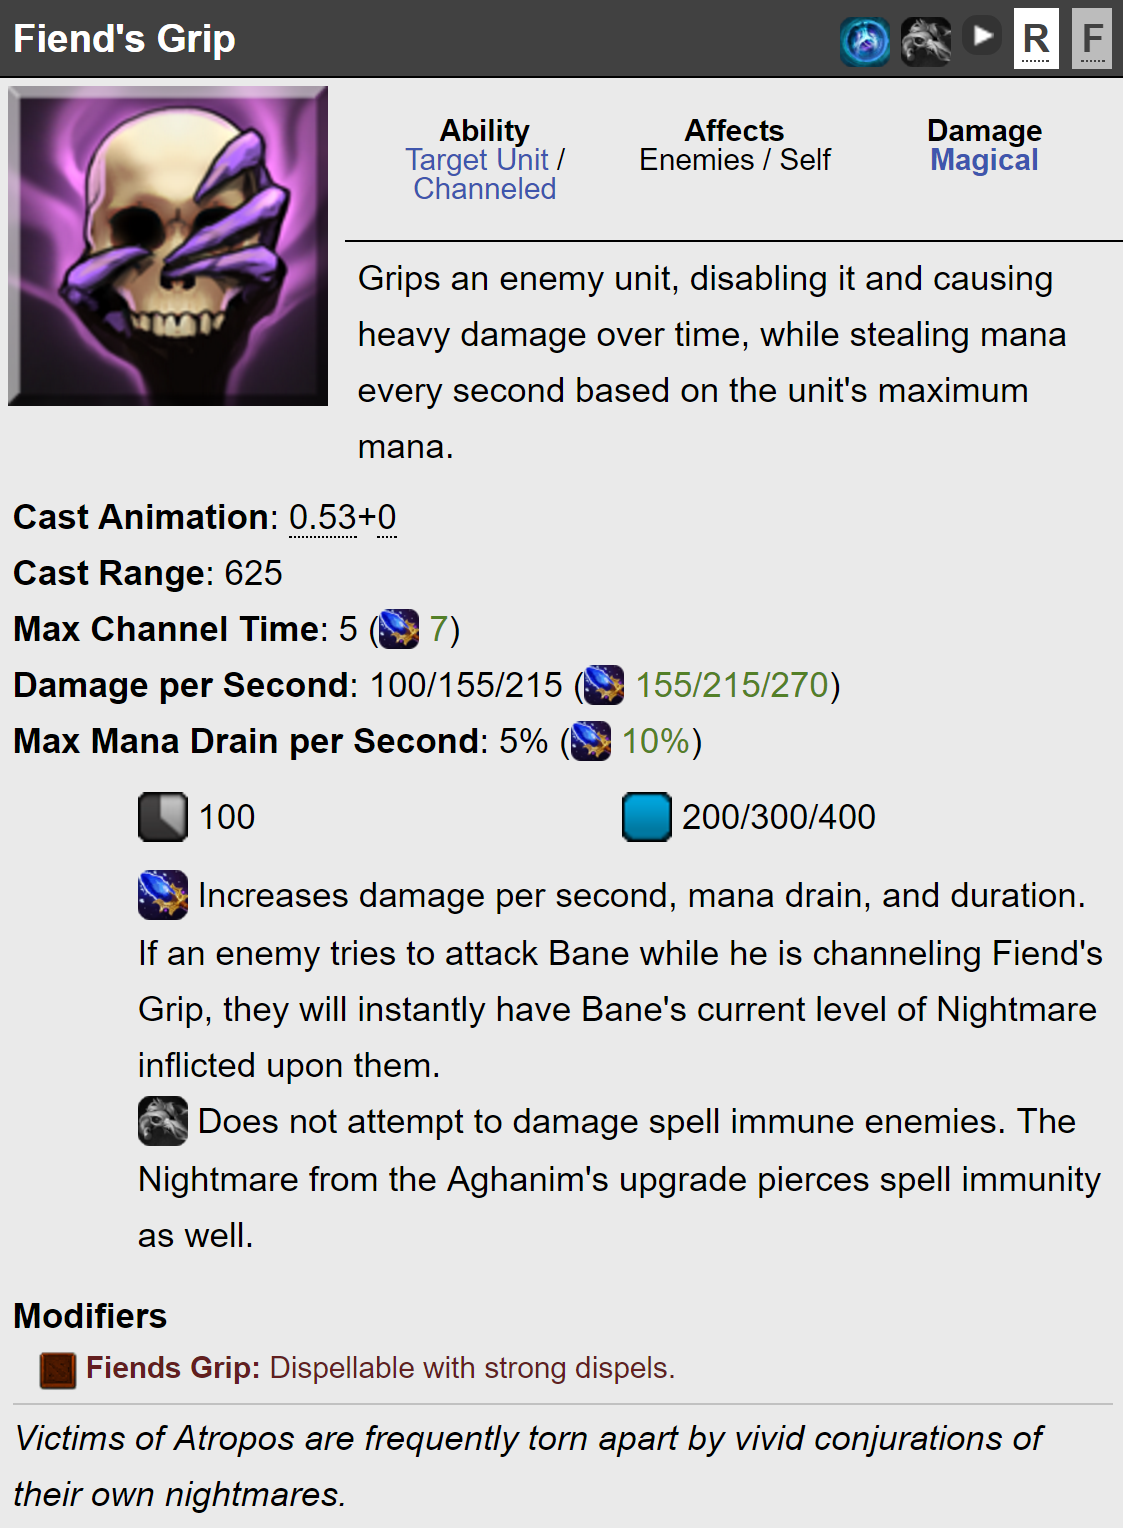 Fiend's Grip
R F
Ability
Target Unit /
Channeled
Affects
Enemies / Self
Damage
Magical
Grips an enemy unit, disabling it and causing
heavy damage over time, while stealing mana
every second based on the unit's maximum
mana.
Cast Animation: 0.53+0
Cast Range: 625
Max Channel Time: 5 ( 7)
Damage per Second: 100/155/215 ( 155/215/270)
Max Mana Drain per Second: 5% ( 10%)
100
200/300/400
Increases damage per second, mana drain, and duration.
If an enemy tries to attack Bane while he is channeling Fiend's
Grip, they will instantly have Bane's current level of Nightmare
inflicted upon them.
Does not attempt to damage spell immune enemies. The
Nightmare from the Aghanim's upgrade pierces spell immunity
as well.
Modifiers
Fiends Grip: Dispellable with strong dispels.
Victims of Atropos are frequently torn apart by vivid conjurations of
their own nightmares.